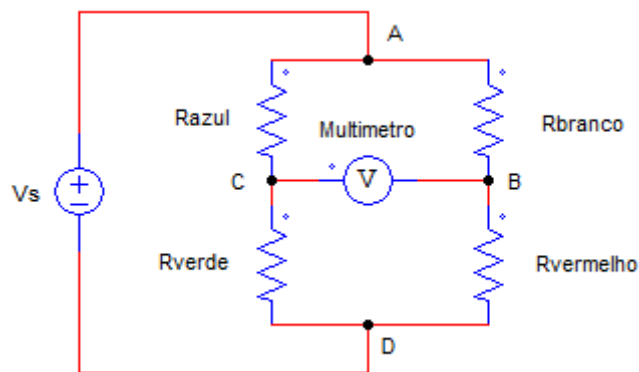 A
Razul
Multimetro
Rbranco
V
C
B
Vs
Rverde
Rvermelho
D